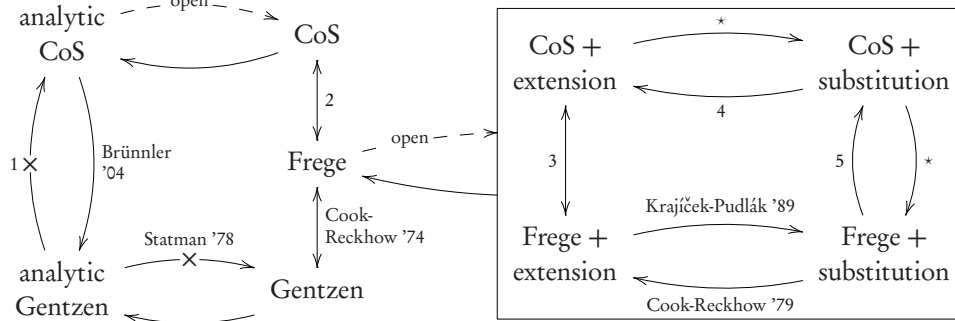 analytic
CoS
open
CoS
CoS +
extension
⋆
CoS +
substitution
4
2
1
Brünnler
'04
Frege
open
3
5
⋆
Cook-
Reckhow '74
Krajíček-Pudlák '89
Statman '78
analytic
Gentzen
Gentzen
Frege +
extension
Frege +
substitution
Cook-Reckhow '79